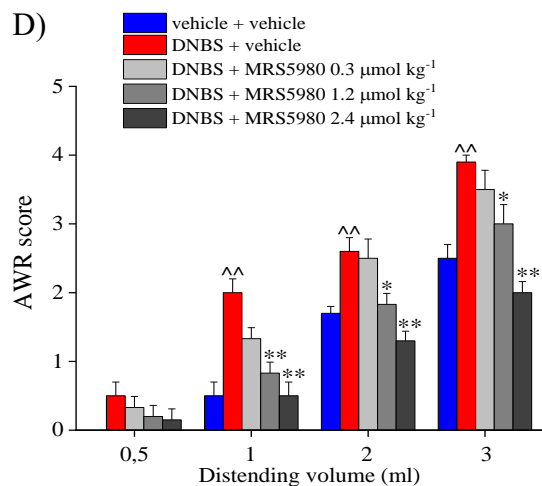 D)
vehicle + vehicle
DNBS + vehicle
DNBS + MRS5980 0.3 μmol kg⁻¹
DNBS + MRS5980 1.2 μmol kg⁻¹
DNBS + MRS5980 2.4 μmol kg⁻¹
5
4
3
2
1
0
AWR score
^^
^^
^^
**
**
*
**
*
**
0,5
1
2
3
Distending volume (ml)